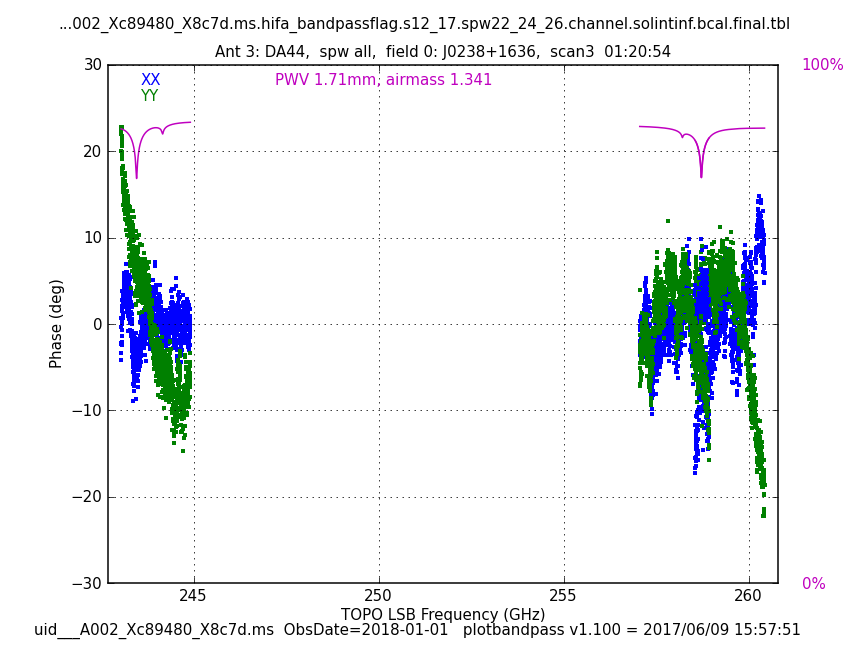 ...002_Xc89480_X8c7d.ms.hifa_bandpassflag.s12_17.spw22_24_26.channel.solintinf.bcal.final.tbl
Ant 3: DA44,  spw all,  field 0: J0238+1636,  scan3  01:20:54
30
XX
YY
PWV 1.71mm, airmass 1.341
100%
20
10
0
−10
−20
−30
0%
Phase (deg)
245
250
255
260
TOPO LSB Frequency (GHz)
uid___A002_Xc89480_X8c7d.ms  ObsDate=2018-01-01   plotbandpass v1.100 = 2017/06/09 15:57:51